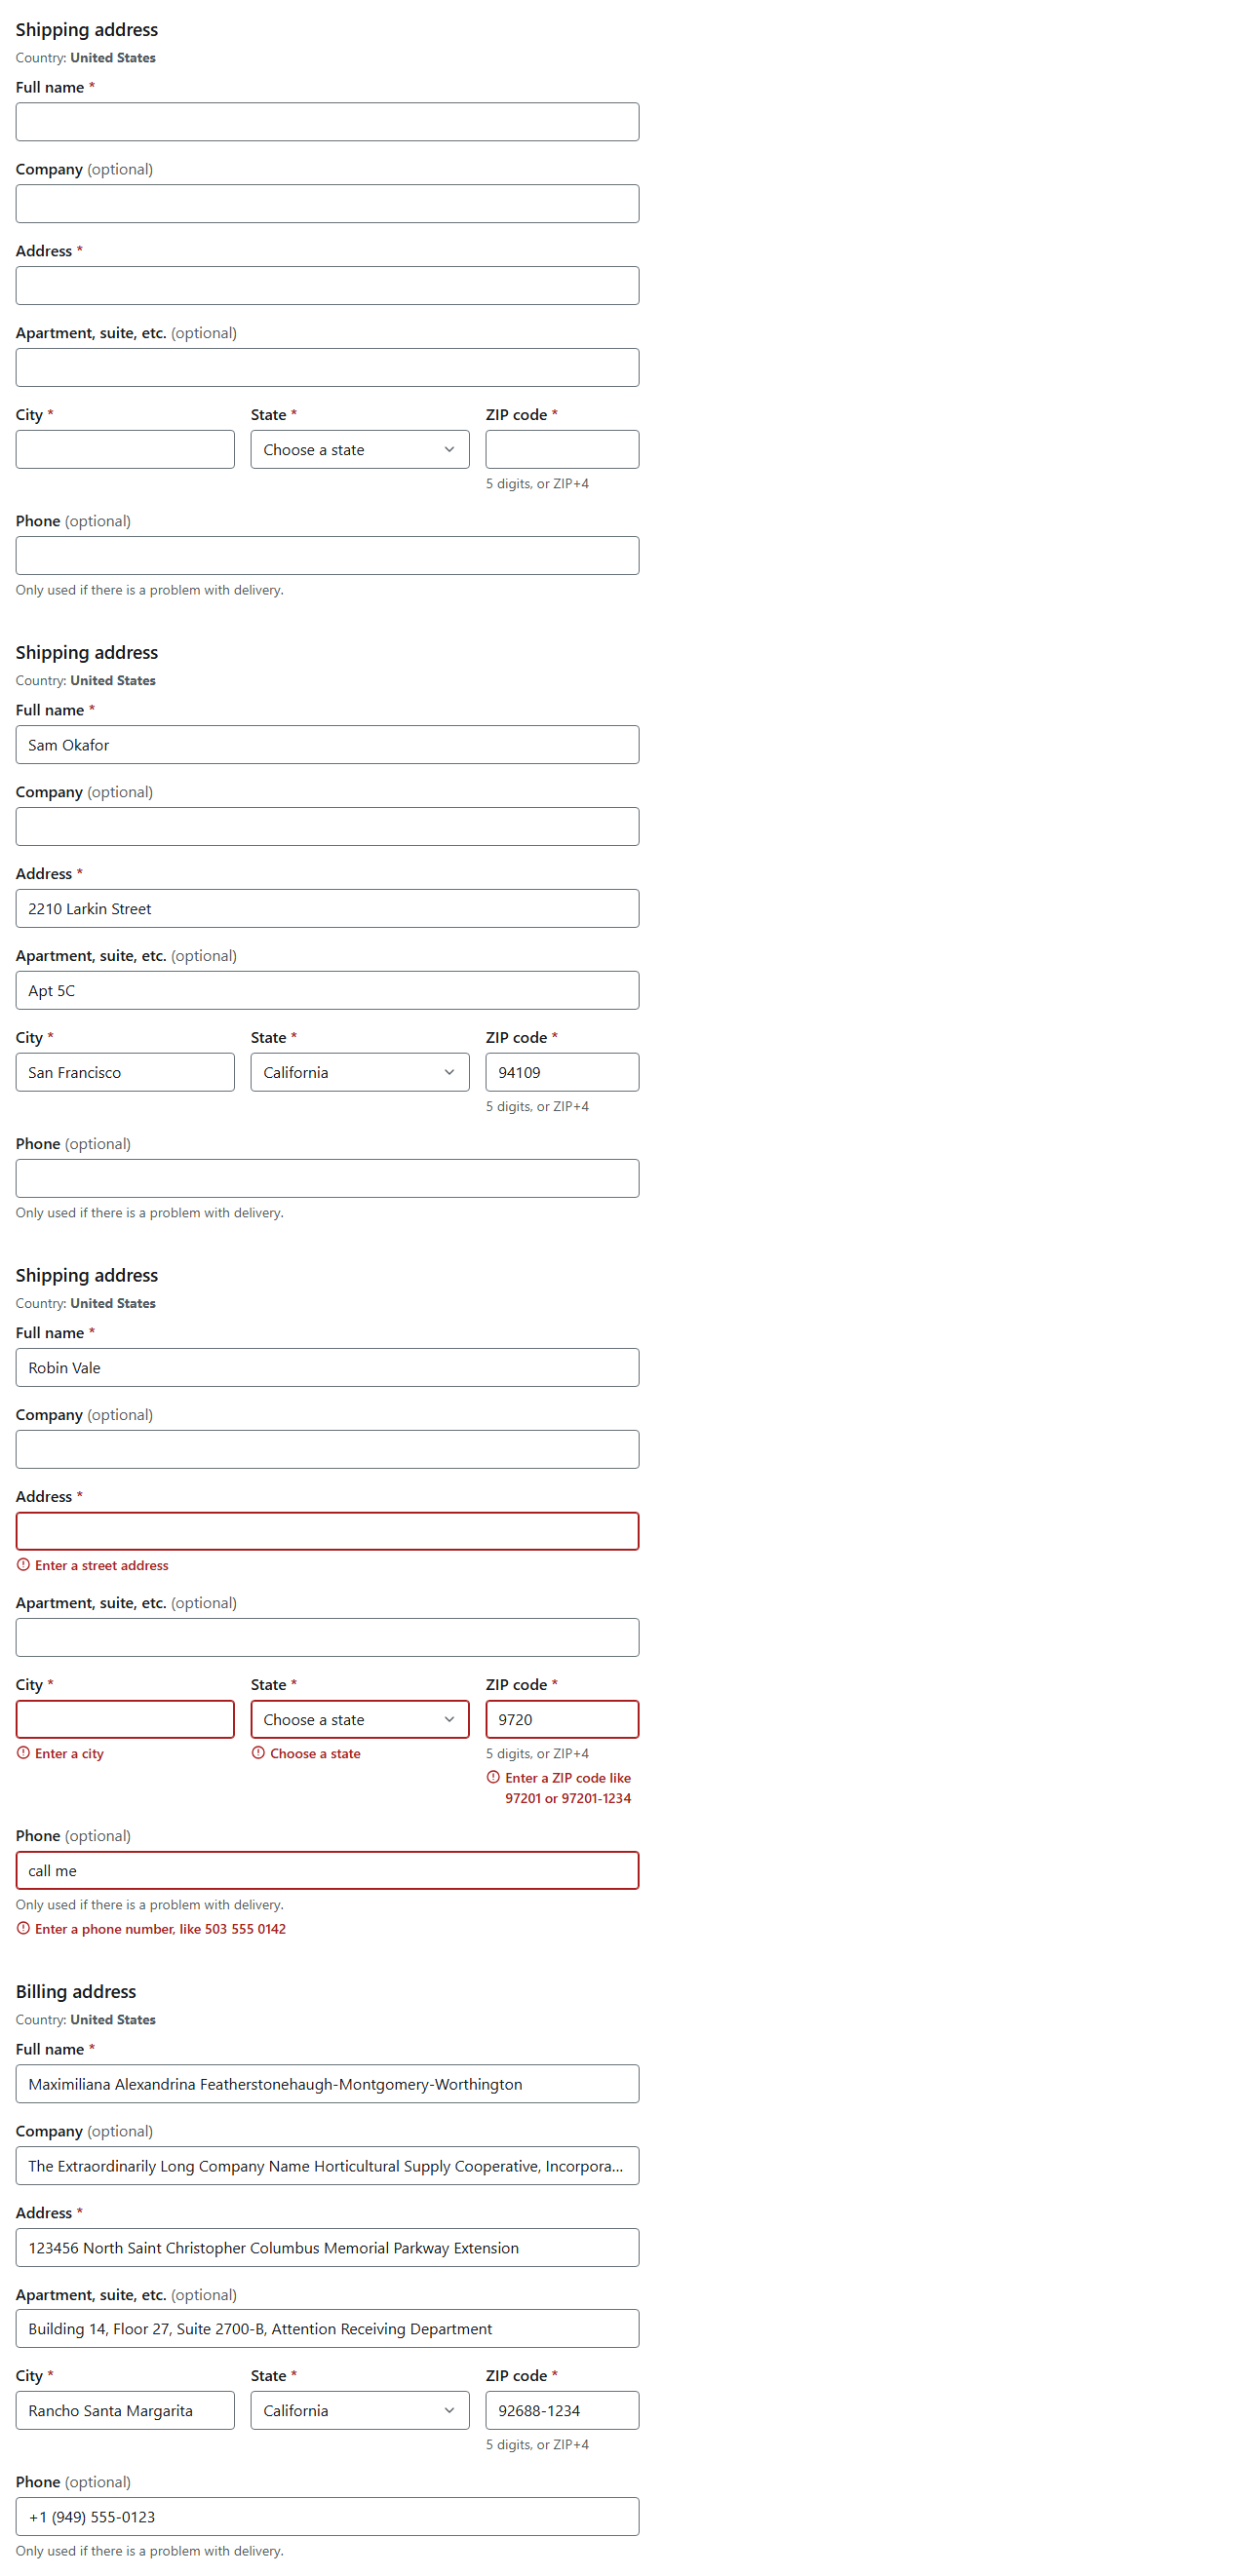 Shipping address
Country: United States
Full name *
Company (optional)
Address *
Apartment, suite, etc. (optional)
City * State * ZIP code *
Choose a state
5 digits, or ZIP+4
Phone (optional)
Only used if there is a problem with delivery.
Shipping address
Country: United States
Full name *
Sam Okafor
Company (optional)
Address *
2210 Larkin Street
Apartment, suite, etc. (optional)
Apt 5C
City * State * ZIP code *
San Francisco California 94109
5 digits, or ZIP+4
Phone (optional)
Only used if there is a problem with delivery.
Shipping address
Country: United States
Full name *
Robin Vale
Company (optional)
Address *
Enter a street address
Apartment, suite, etc. (optional)
City * State * ZIP code *
Choose a state 9720
Enter a city Choose a state 5 digits, or ZIP+4
Enter a ZIP code like
97201 or 97201-1234
Phone (optional)
call me
Only used if there is a problem with delivery.
Enter a phone number, like 503 555 0142
Billing address
Country: United States
Full name *
Maximiliana Alexandrina Featherstonehaugh-Montgomery-Worthington
Company (optional)
The Extraordinarily Long Company Name Horticultural Supply Cooperative, Incorpora...
Address *
123456 North Saint Christopher Columbus Memorial Parkway Extension
Apartment, suite, etc. (optional)
Building 14, Floor 27, Suite 2700-B, Attention Receiving Department
City * State * ZIP code *
Rancho Santa Margarita California 92688-1234
5 digits, or ZIP+4
Phone (optional)
+1 (949) 555-0123
Only used if there is a problem with delivery.